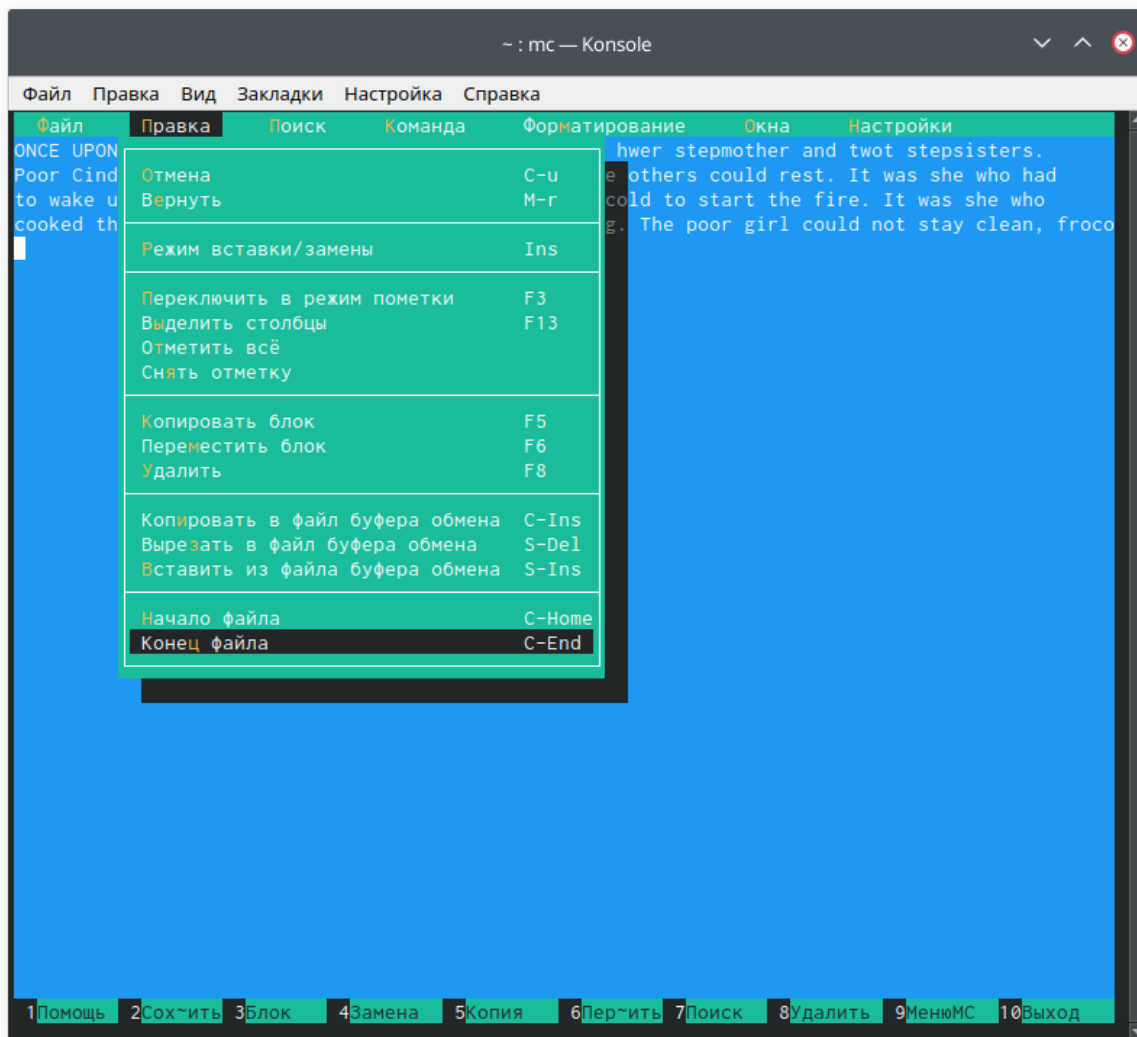 ~ : mc — Konsole
Файл Правка Вид Закладки Настройка Справка
Файл Правка Поиск Команда Форматирование Окна Настройки
ONCE UPON hwer stepmother and twot stepsisters.
Poor Cind e others could rest. It was she who had
to wake u cold to start the fire. It was she who
cooked th g. The poor girl could not stay clean, froco
Отмена C-u
Вернуть M-r
Режим вставки/замены Ins
Переключить в режим пометки F3
Выделить столбцы F13
Отметить всё
Снять отметку
Копировать блок F5
Переместить блок F6
Удалить F8
Копировать в файл буфера обмена C-Ins
Вырезать в файл буфера обмена S-Del
Вставить из файла буфера обмена S-Ins
Начало файла C-Home
Конец файла C-End
1Помощь 2Сох~ить 3Блок 4Замена 5Копия 6Пер~ить 7Поиск 8Удалить 9МенюMC 10Выход